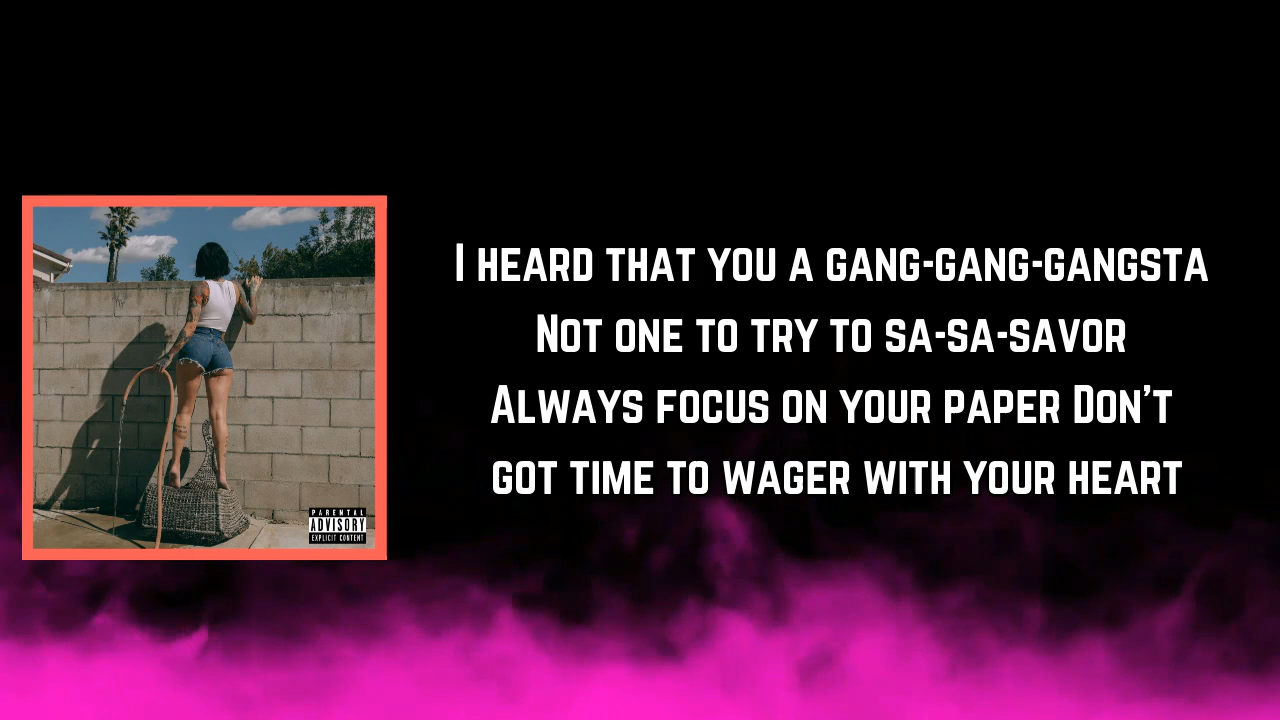 I heard that you a gang-gang-gangsta
Not one to try to sa-sa-savor
Always focus on your paper Don't
got time to wager with your heart
PARENTAL
ADVISORY
EXPLICIT CONTENT